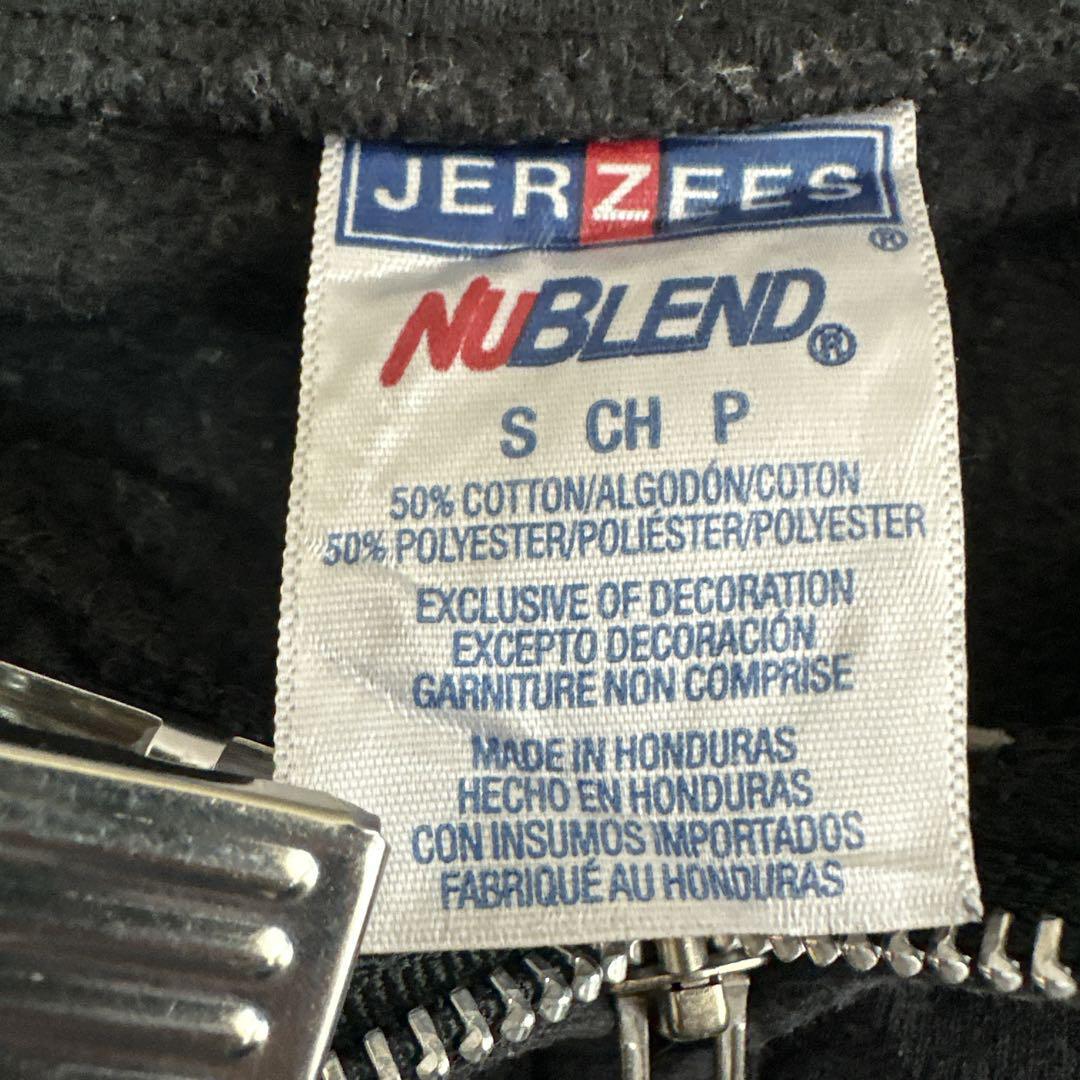 JERZEES ®
NUBLEND®
S CH P
50% COTTON/ALGODÓN/COTON
50% POLYESTER/POLIÉSTER/POLYESTER
EXCLUSIVE OF DECORATION
EXCEPTO DECORACIÓN
GARNITURE NON COMPRISE
MADE IN HONDURAS
HECHO EN HONDURAS
CON INSUMOS IMPORTADOS
FABRIQUÉ AU HONDURAS